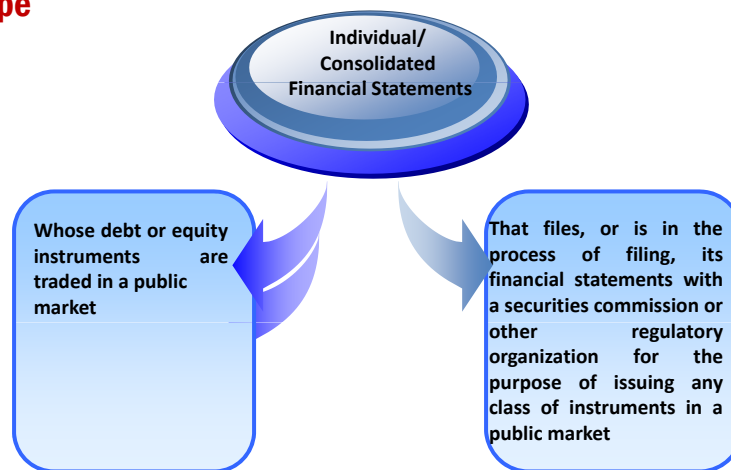 pe
Individual/
Consolidated
Financial Statements
Whose debt or equity
instruments are
traded in a public
market
That files, or is in the
process of filing, its
financial statements with
a securities commission or
other regulatory
organization for the
purpose of issuing any
class of instruments in a
public market